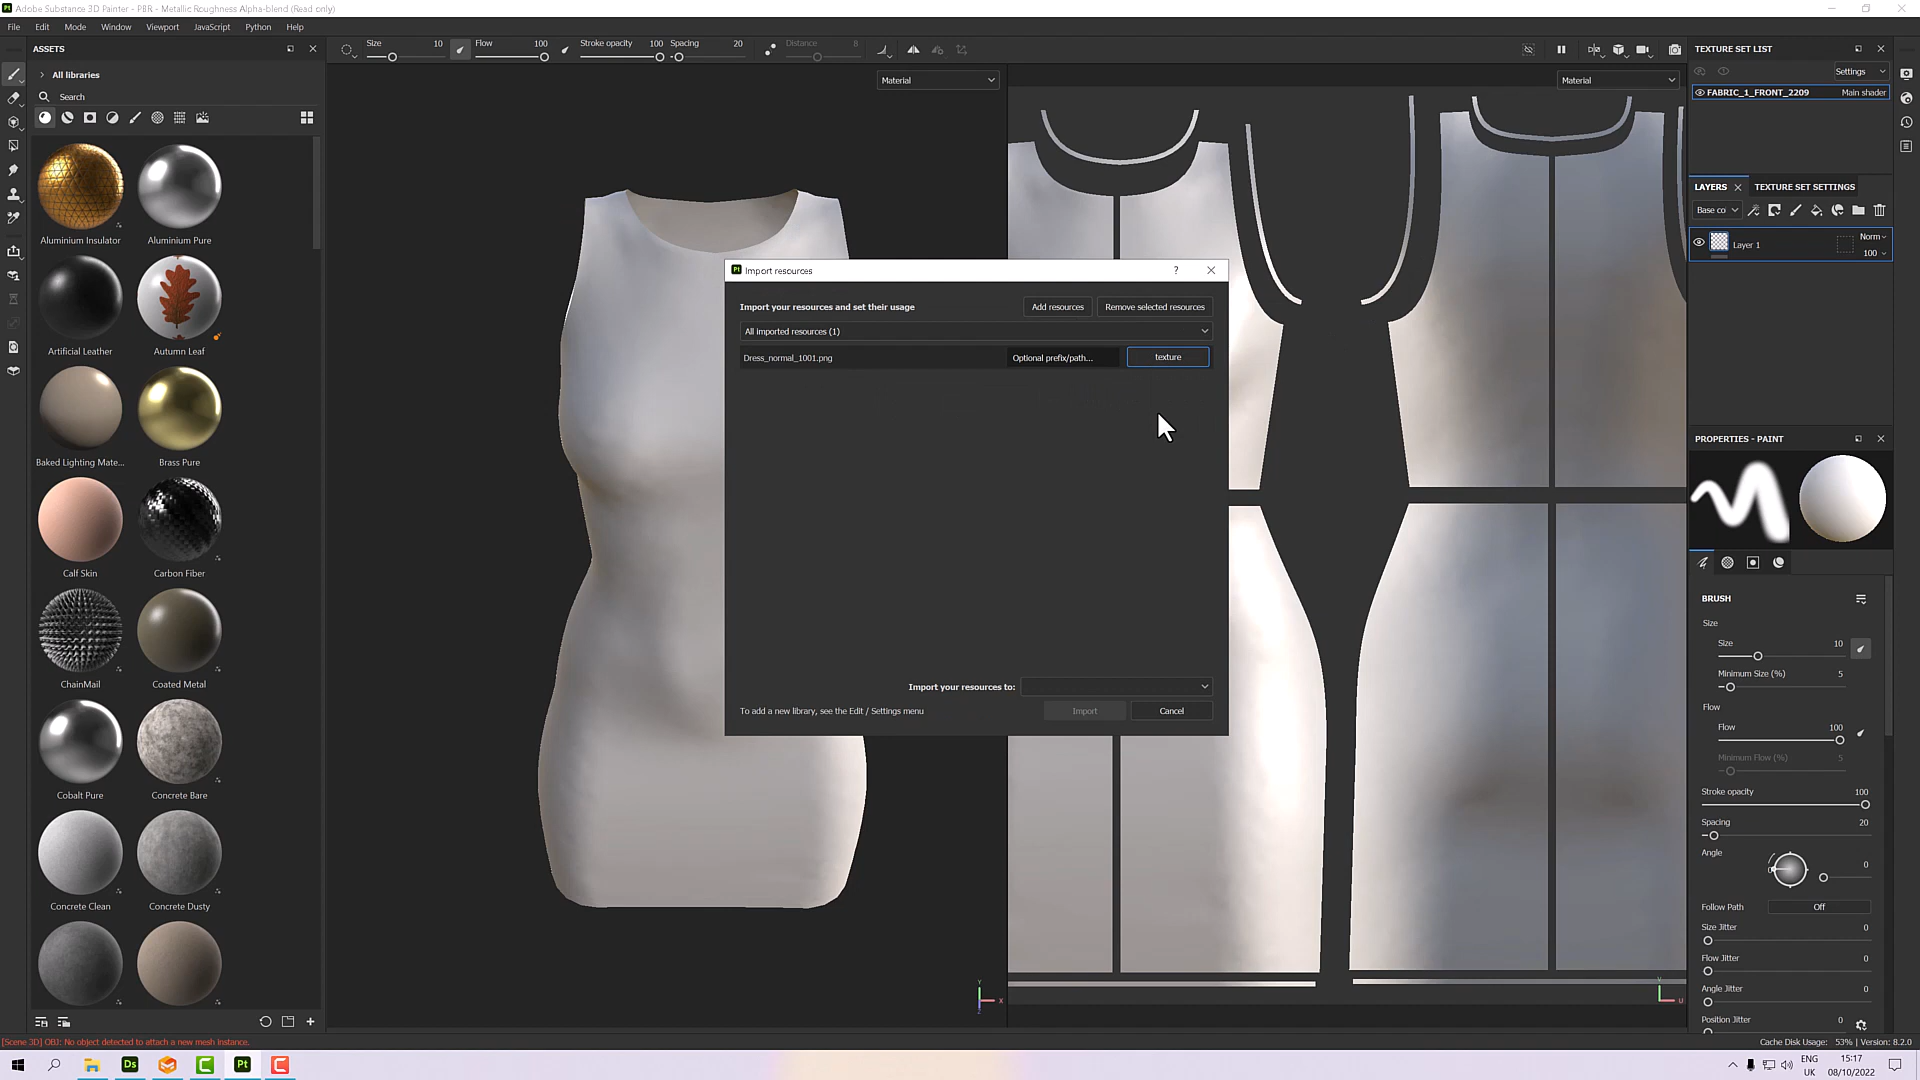 Adobe Substance 3D Painter - PBR - Metallic Roughness Alpha-blend (Read only)
File Edit Mode Window Viewport JavaScript Python Help
ASSETS
All libraries
Search
Aluminium Insulator
Aluminium Pure
Artificial Leather
Autumn Leaf
Baked Lighting Mate...
Brass Pure
Calf Skin
Carbon Fiber
ChainMail
Coated Metal
Cobalt Pure
Concrete Bare
Concrete Clean
Concrete Dusty
Size 10
Flow 100
Stroke opacity 100
Spacing 20
Distance 8
Material
Material
Import resources
?
Import your resources and set their usage
Add resources
Remove selected resources
All imported resources (1)
Dress_normal_1001.png
Optional prefix/path...
texture
Import your resources to:
To add a new library, see the Edit / Settings menu
Import
Cancel
Y
X
U
TEXTURE SET LIST
Settings
FABRIC_1_FRONT_2209 Main shader
LAYERS
TEXTURE SET SETTINGS
Base co
Layer 1
Norm
100
PROPERTIES - PAINT
BRUSH
Size
Size 10
Minimum Size (%) 5
Flow
Flow 100
Minimum Flow (%) 5
Stroke opacity 100
Spacing 20
Angle 0
Follow Path Off
Size Jitter 0
Flow Jitter 0
Angle Jitter 0
Position Jitter 0
[Scene 3D] OBJ: No object detected to attach a new mesh instance.
Cache Disk Usage: 53% | Version: 8.2.0
Ds
Pt
ENG
UK
15:17
08/10/2022